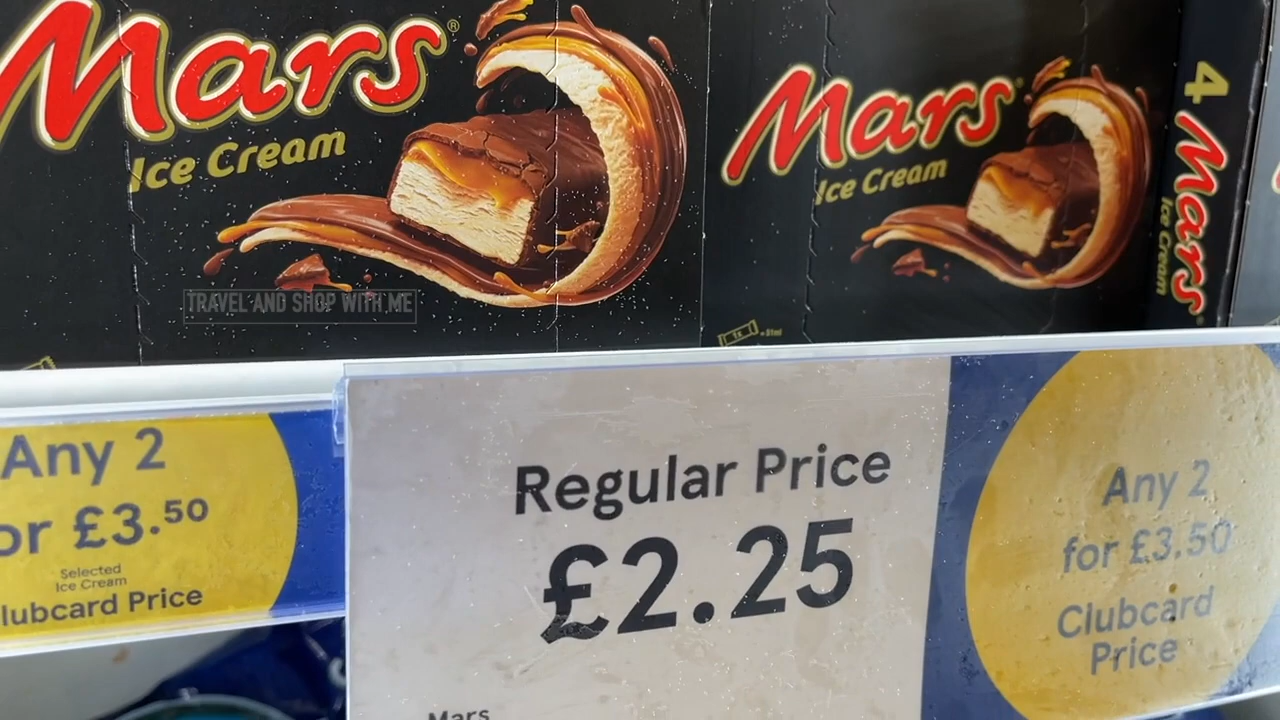 Mars
Ice Cream
Mars
Ice Cream
4 Mars
Ice Cream
TRAVEL AND SHOP WITH ME
Any 2
or £3.50
Selected
Ice Cream
lubcard Price
Regular Price
£2.25
Mars
Any 2
for £3.50
Clubcard
Price